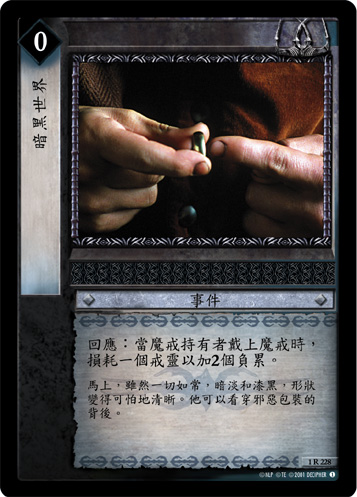 0
暗黑世界
事件
回應：當魔戒持有者戴上魔戒時，
損耗一個戒靈以加2個負累。
馬上，雖然一切如常，暗淡和漆黑，形狀
變得可怕地清晰。他可以看穿邪惡包裝的
背後。
1 R 228
©NLP ™TE ©2001 DECIPHER